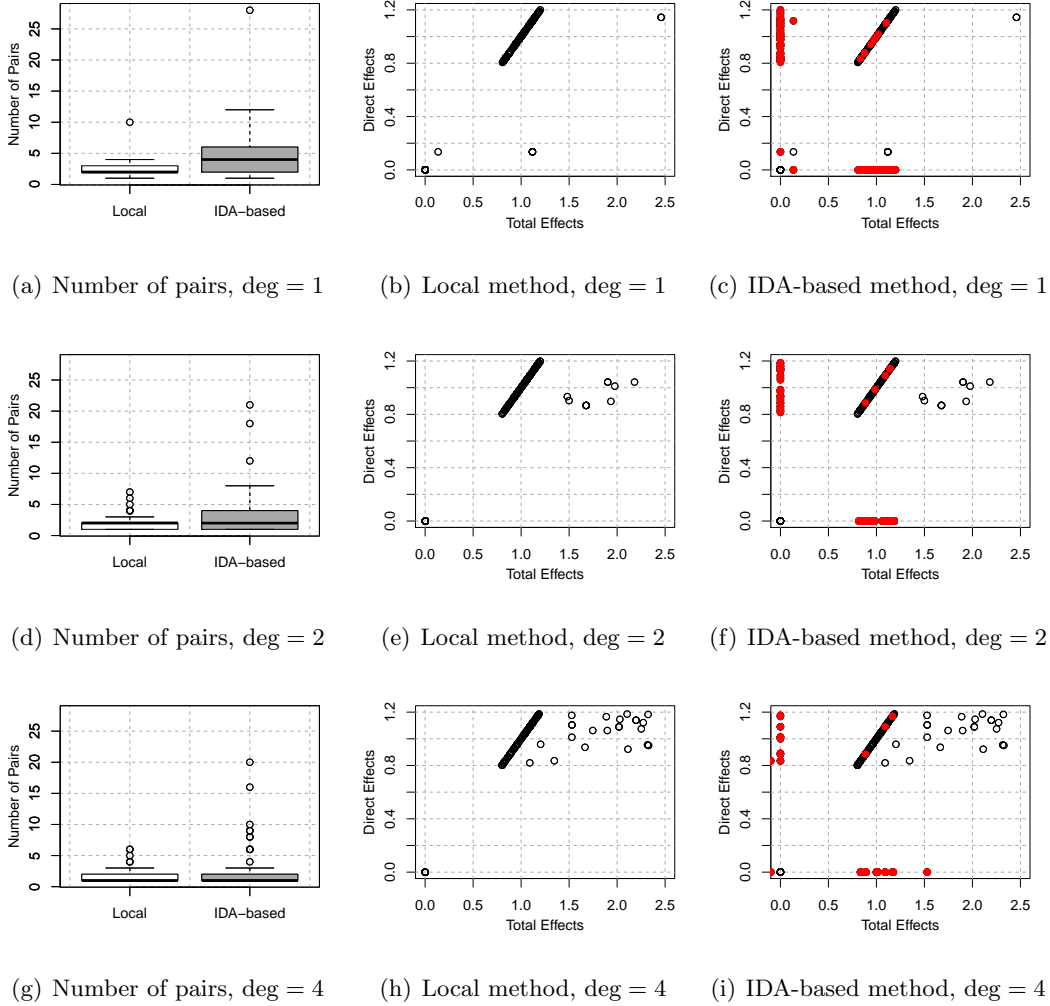 Number of Pairs
0 5 10 15 20 25
Local IDA−based
Direct Effects
0.0 0.4 0.8 1.2
0.0 0.5 1.0 1.5 2.0 2.5
Total Effects
Direct Effects
0.0 0.4 0.8 1.2
0.0 0.5 1.0 1.5 2.0 2.5
Total Effects
(a) Number of pairs, deg = 1
(b) Local method, deg = 1
(c) IDA-based method, deg = 1
Number of Pairs
0 5 10 15 20 25
Local IDA−based
Direct Effects
0.0 0.4 0.8 1.2
0.0 0.5 1.0 1.5 2.0 2.5
Total Effects
Direct Effects
0.0 0.4 0.8 1.2
0.0 0.5 1.0 1.5 2.0 2.5
Total Effects
(d) Number of pairs, deg = 2
(e) Local method, deg = 2
(f) IDA-based method, deg = 2
Number of Pairs
0 5 10 15 20 25
Local IDA−based
Direct Effects
0.0 0.4 0.8 1.2
0.0 0.5 1.0 1.5 2.0 2.5
Total Effects
Direct Effects
0.0 0.4 0.8 1.2
0.0 0.5 1.0 1.5 2.0 2.5
Total Effects
(g) Number of pairs, deg = 4
(h) Local method, deg = 4
(i) IDA-based method, deg = 4